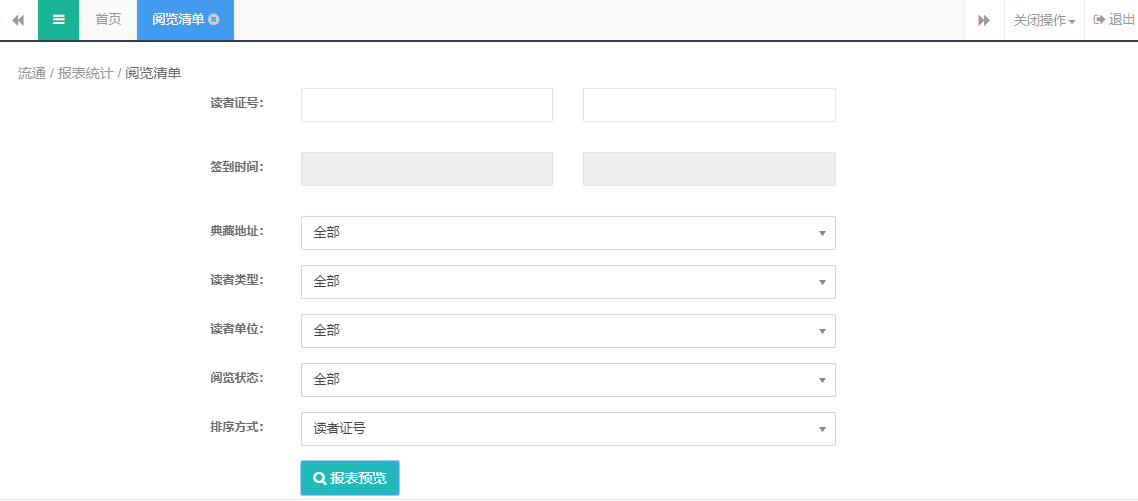 首页
阅览清单
关闭操作
退出
流通 / 报表统计 / 阅览清单
读者证号：
签到时间：
典藏地址： 全部
读者类型： 全部
读者单位： 全部
阅览状态： 全部
排序方式： 读者证号
报表预览